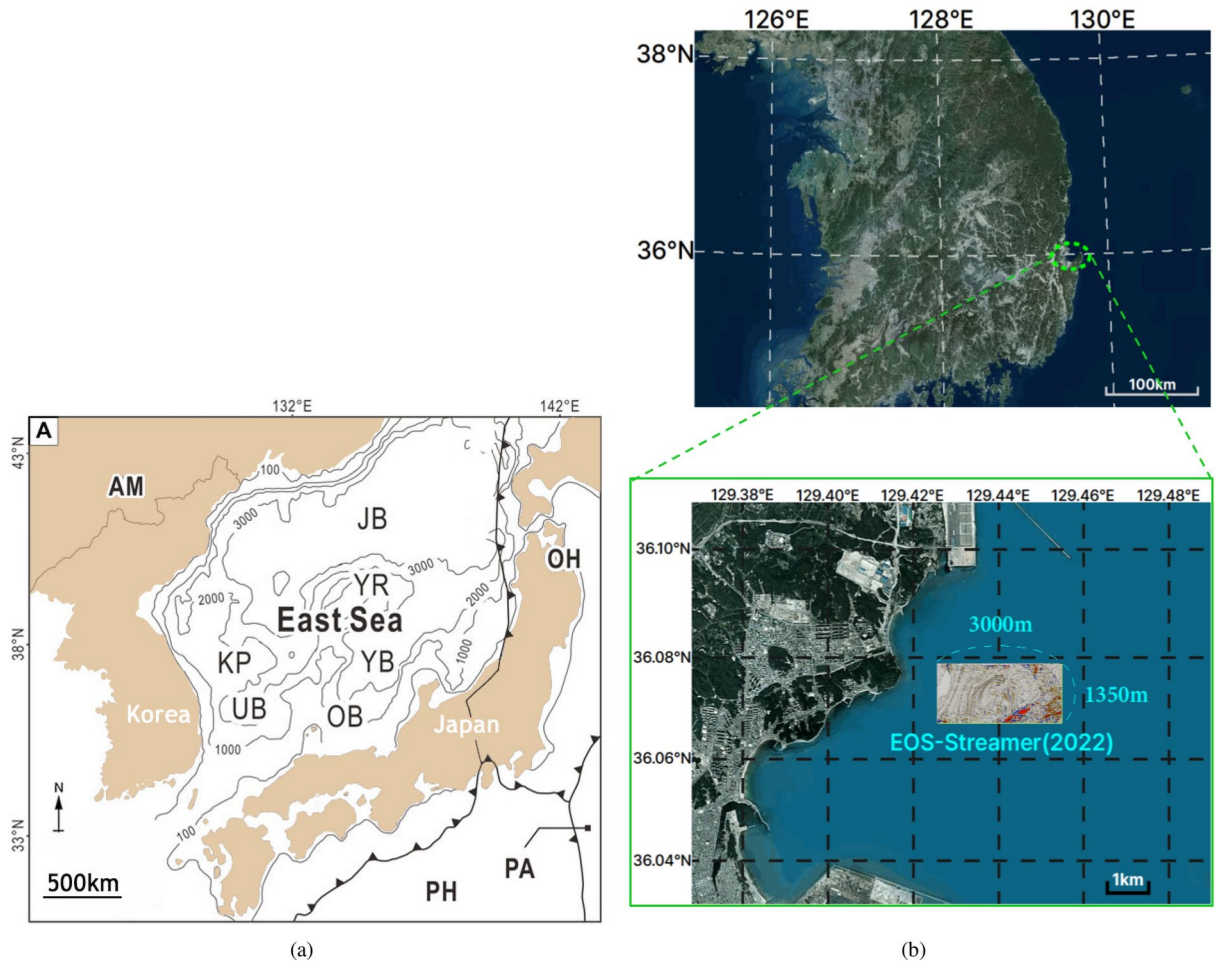 A
132°E
142°E
43°N
38°N
33°N
AM
100
3000
JB
OH
2000
YR
3000
2000
East Sea
KP
YB
1000
UB
OB
Korea
Japan
1000
N
100
500km
PH
PA
(a)
126°E
128°E
130°E
38°N
36°N
100km
129.38°E
129.40°E
129.42°E
129.44°E
129.46°E
129.48°E
36.10°N
3000m
36.08°N
1350m
EOS-Streamer(2022)
36.06°N
36.04°N
1km
(b)